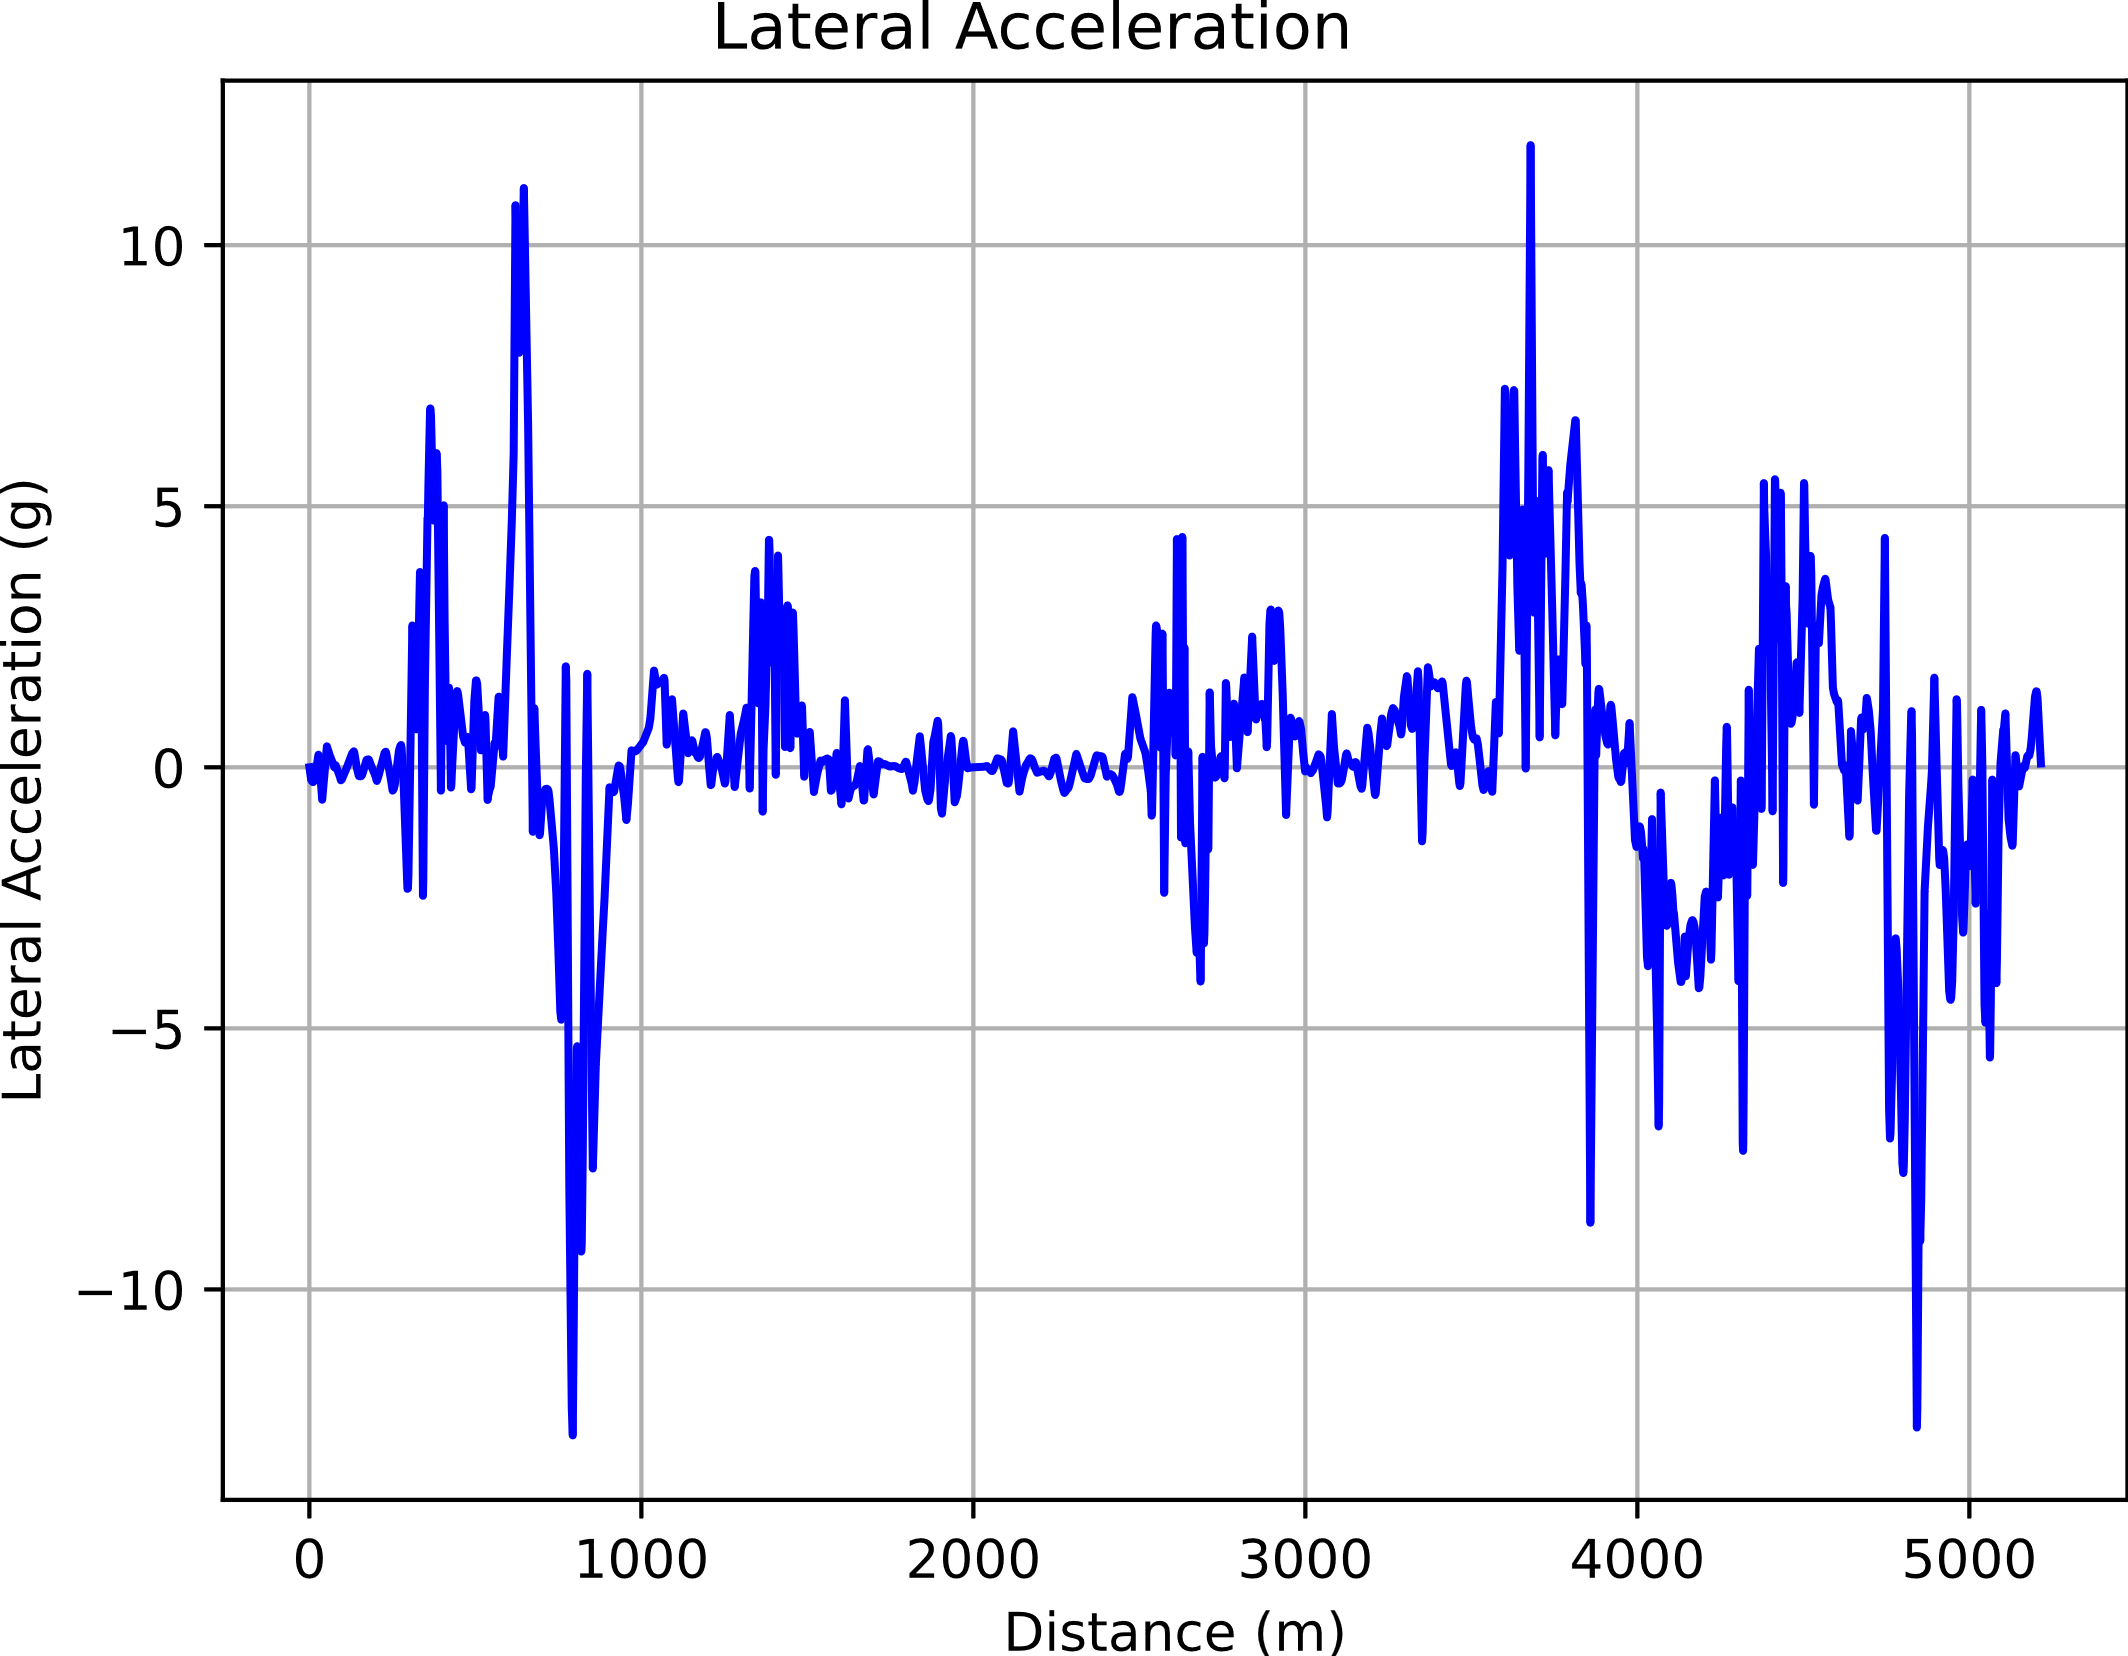 Lateral Acceleration
Lateral Acceleration (g)
10
5
0
−5
−10
0 1000 2000 3000 4000 5000
Distance (m)